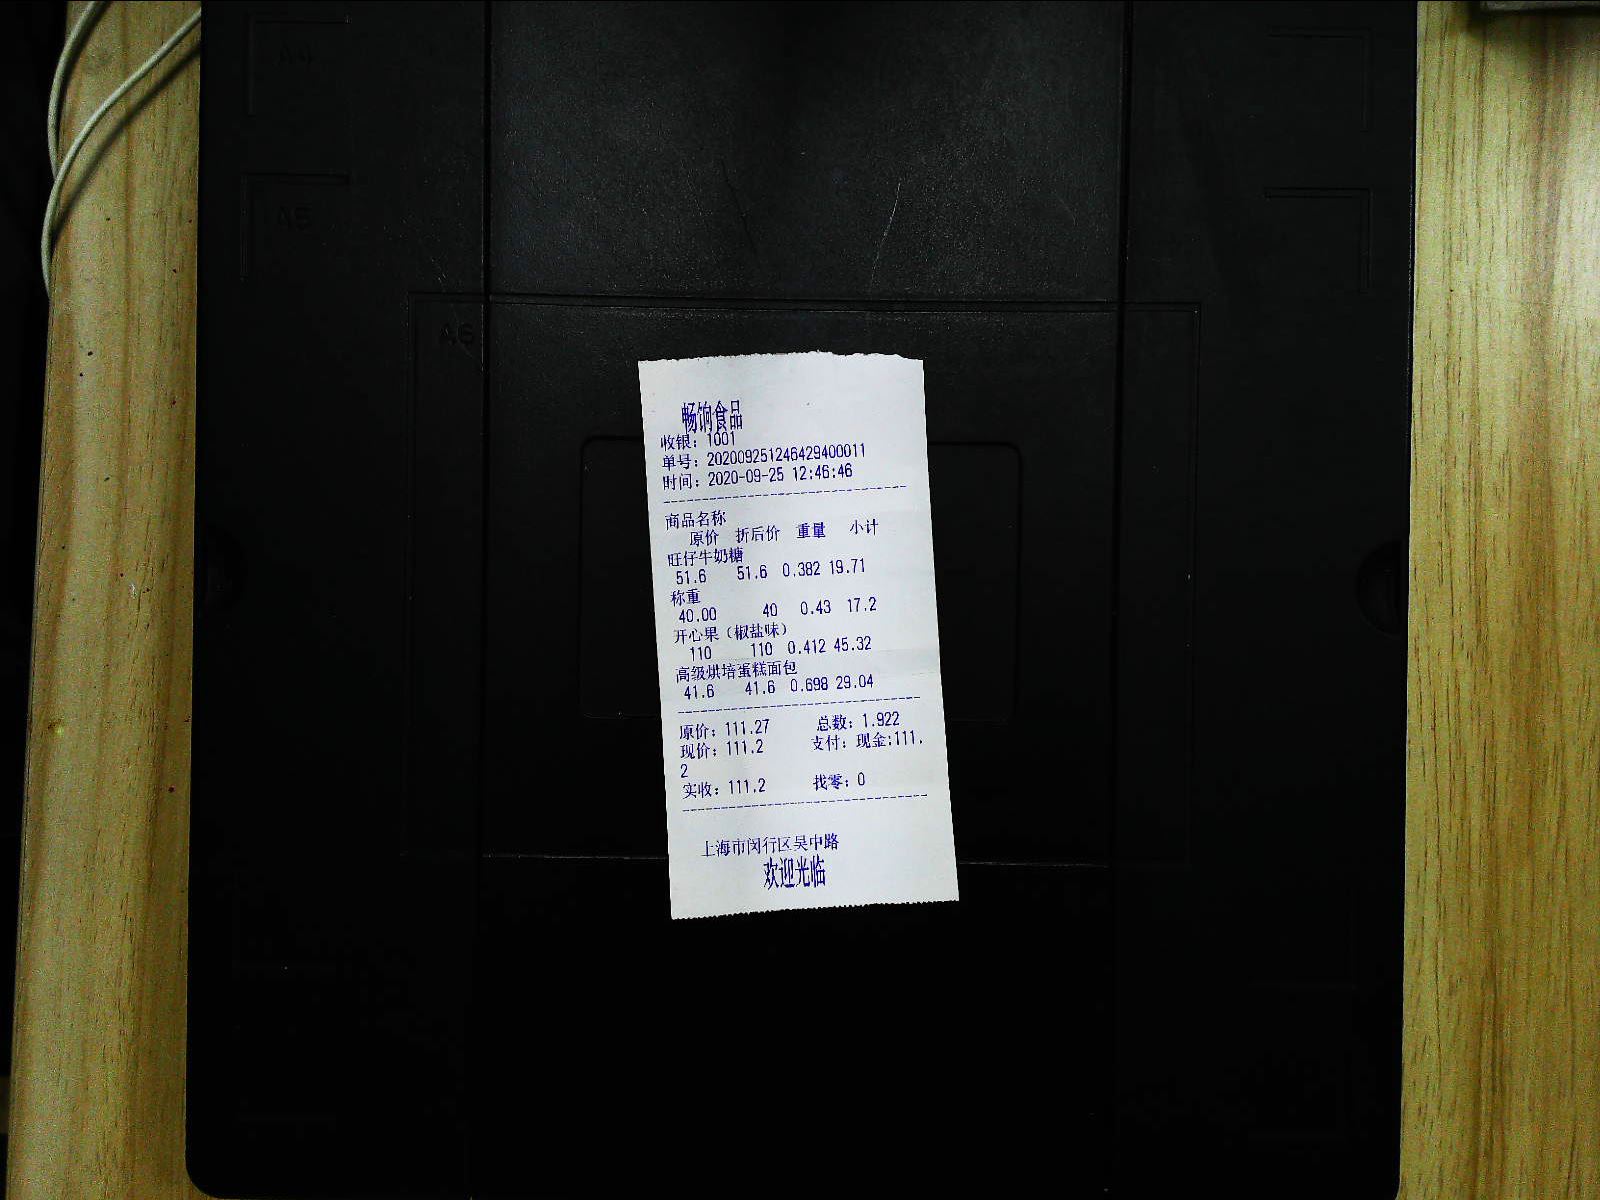 A4
A5
A6
畅饷食品
收银：1001
单号：202009251246429400011
时间：2020-09-25 12:46:46
商品名称
原价 折后价 重量 小计
旺仔牛奶糖
51.6 51.6 0.382 19.71
称重
40.00 40 0.43 17.2
开心果（椒盐味）
110 110 0.412 45.32
高级烘培蛋糕面包
41.6 41.6 0.698 29.04
原价：111.27 总数：1.922
现价：111.2 支付：现金:111.
2
实收：111.2 找零：0
上海市闵行区吴中路
欢迎光临